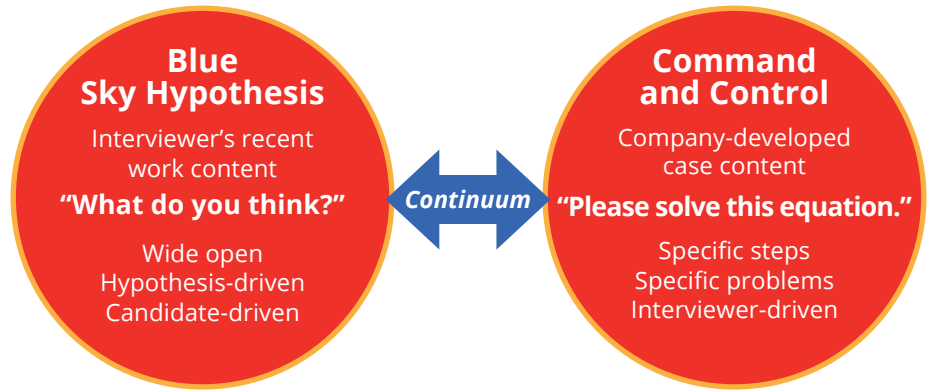 Blue
Sky Hypothesis
Interviewer’s recent
work content
“What do you think?”
Wide open
Hypothesis-driven
Candidate-driven
Continuum
Command
and Control
Company-developed
case content
“Please solve this equation.”
Specific steps
Specific problems
Interviewer-driven